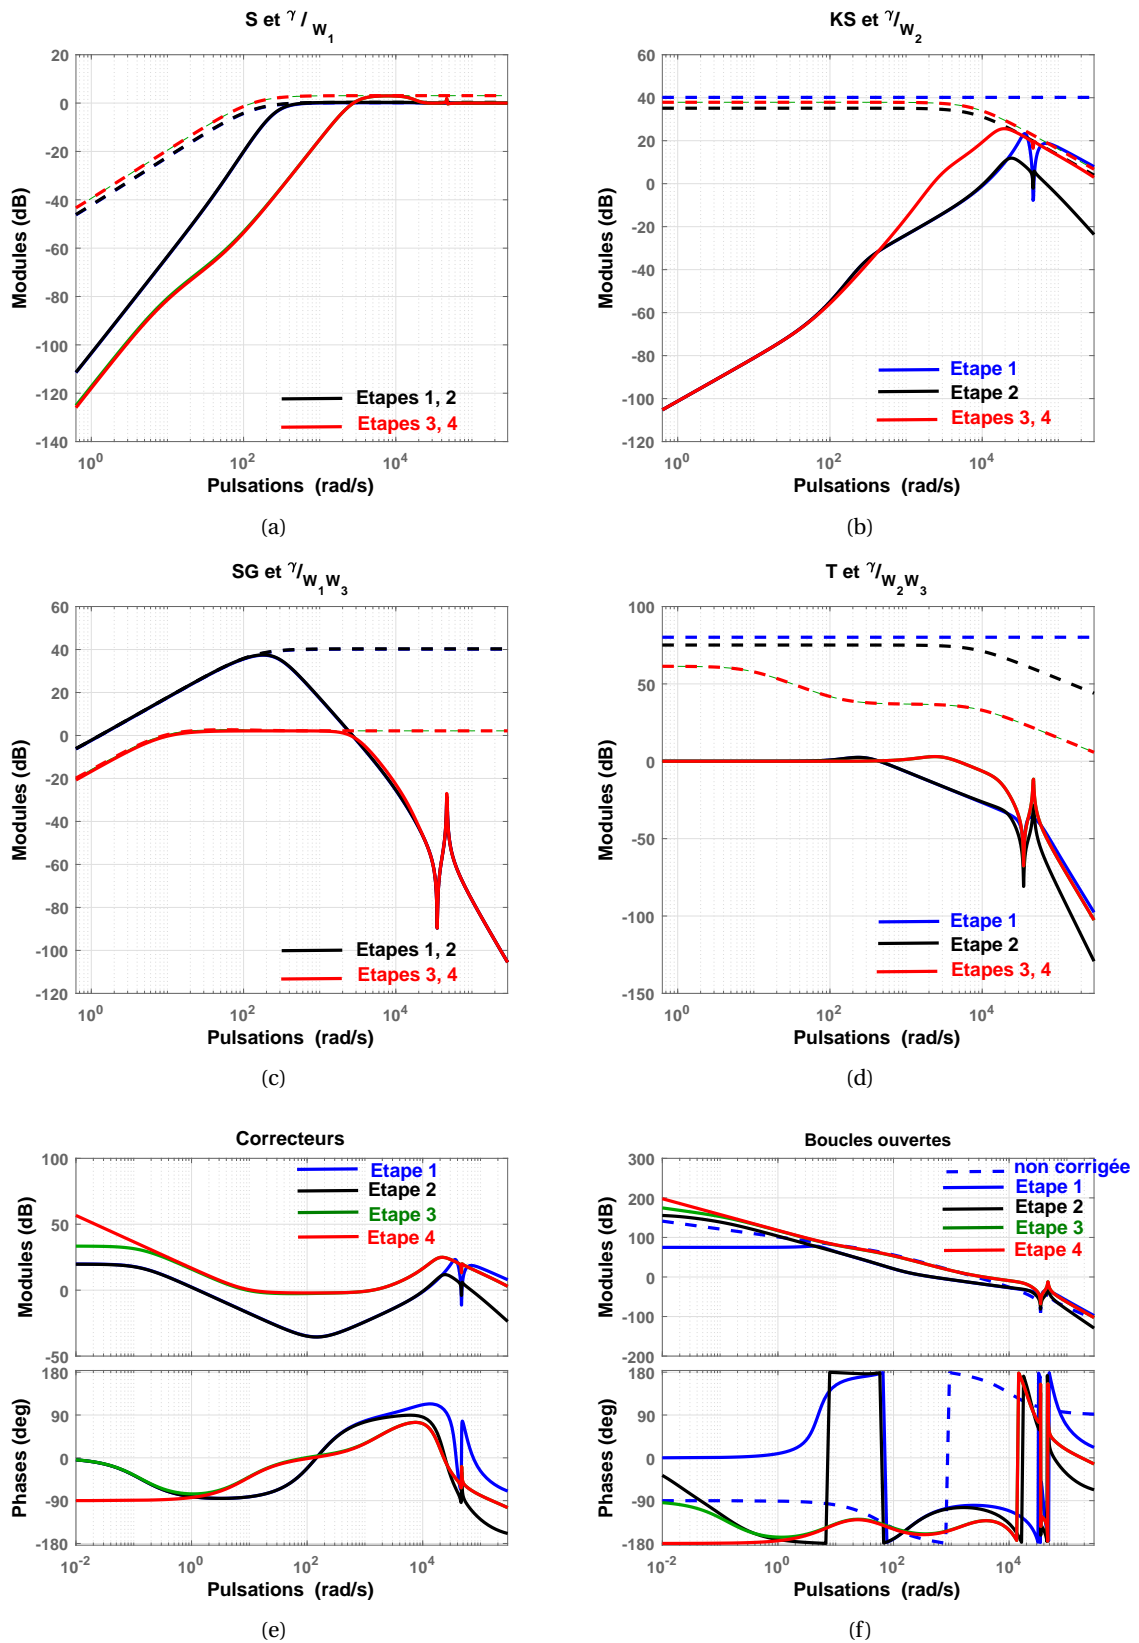 S et γ / W1
KS et γ/W2
Modules (dB)
20
0
-20
-40
-60
-80
-100
-120
-140
Etapes 1, 2
Etapes 3, 4
10^0
10^2
10^4
Pulsations (rad/s)
(a)
Modules (dB)
60
40
20
0
-20
-40
-60
-80
-100
-120
Etape 1
Etape 2
Etapes 3, 4
10^0
10^2
10^4
Pulsations (rad/s)
(b)
SG et γ/W1W3
T et γ/W2W3
Modules (dB)
60
40
20
0
-20
-40
-60
-80
-100
-120
Etapes 1, 2
Etapes 3, 4
10^0
10^2
10^4
Pulsations (rad/s)
(c)
Modules (dB)
100
50
0
-50
-100
-150
Etape 1
Etape 2
Etapes 3, 4
10^0
10^2
10^4
Pulsations (rad/s)
(d)
Correcteurs
Modules (dB)
100
50
0
-50
Etape 1
Etape 2
Etape 3
Etape 4
Phases (deg)
180
90
0
-90
-180
10^-2
10^0
10^2
10^4
Pulsations (rad/s)
(e)
Boucles ouvertes
Modules (dB)
300
200
100
0
-100
-200
non corrigée
Etape 1
Etape 2
Etape 3
Etape 4
Phases (deg)
180
90
0
-90
-180
10^-2
10^0
10^2
10^4
Pulsations (rad/s)
(f)